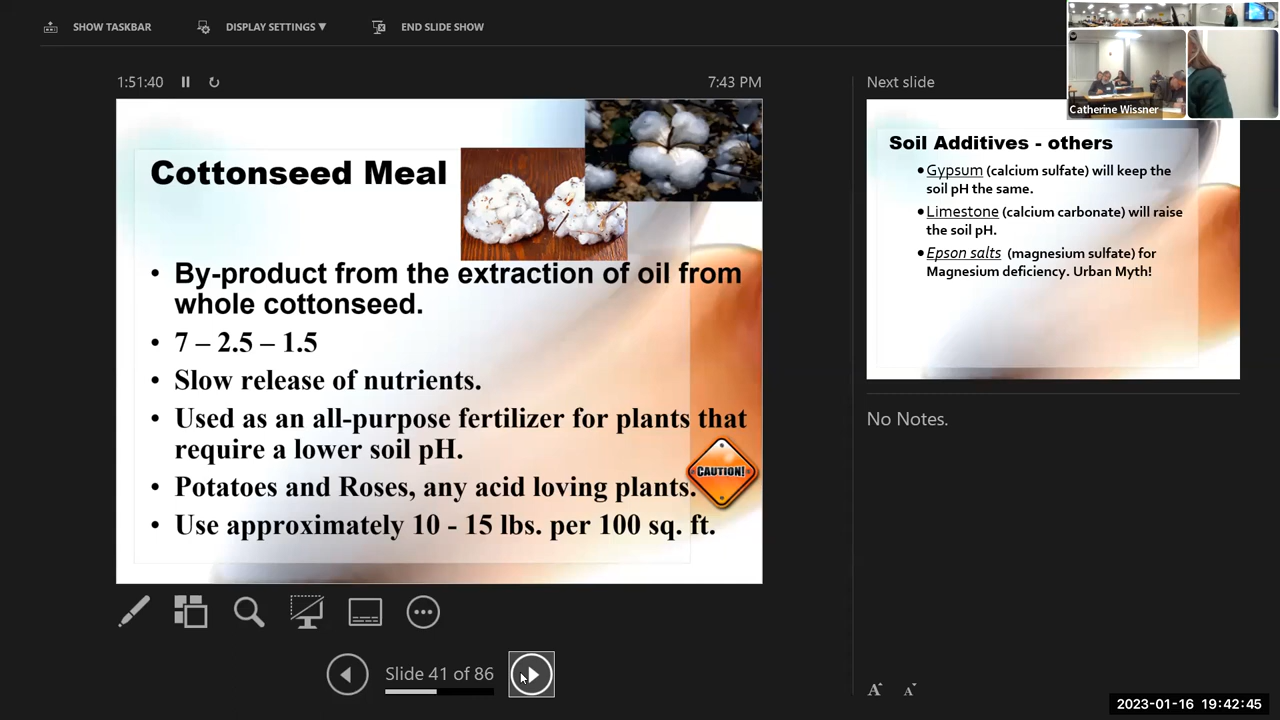 SHOW TASKBAR
DISPLAY SETTINGS ▼
END SLIDE SHOW
1:51:40
7:43 PM
Cottonseed Meal
• By-product from the extraction of oil from
whole cottonseed.
• 7 – 2.5 – 1.5
• Slow release of nutrients.
• Used as an all-purpose fertilizer for plants that
require a lower soil pH.
• Potatoes and Roses, any acid loving plants.
CAUTION!
• Use approximately 10 - 15 lbs. per 100 sq. ft.
Slide 41 of 86
Next slide
Catherine Wissner
Soil Additives - others
• Gypsum (calcium sulfate) will keep the
soil pH the same.
• Limestone (calcium carbonate) will raise
the soil pH.
• Epson salts (magnesium sulfate) for
Magnesium deficiency. Urban Myth!
No Notes.
A A
2023-01-16 19:42:45